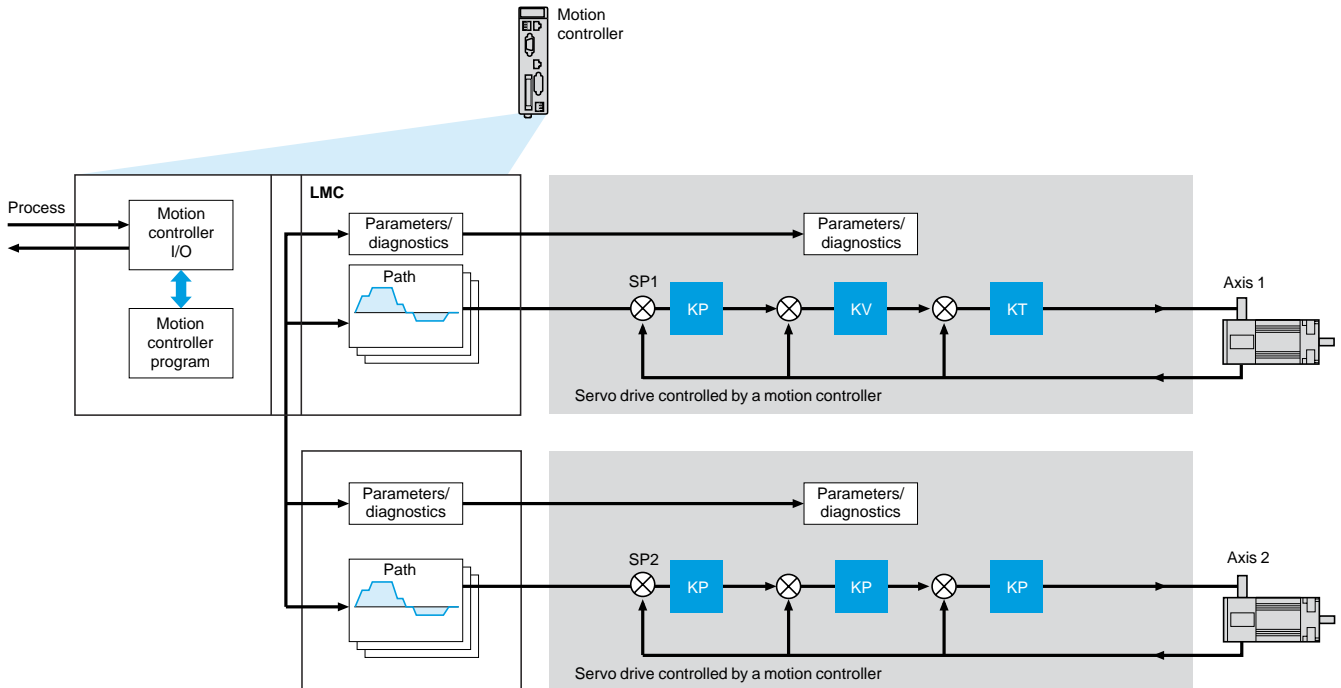 Motion
controller
LMC
Process
Motion
controller
I/O
Motion
controller
program
Parameters/
diagnostics
Path
Parameters/
diagnostics
SP1
KP
KV
KT
Axis 1
Servo drive controlled by a motion controller
Parameters/
diagnostics
Path
Parameters/
diagnostics
SP2
KP
KP
KP
Axis 2
Servo drive controlled by a motion controller